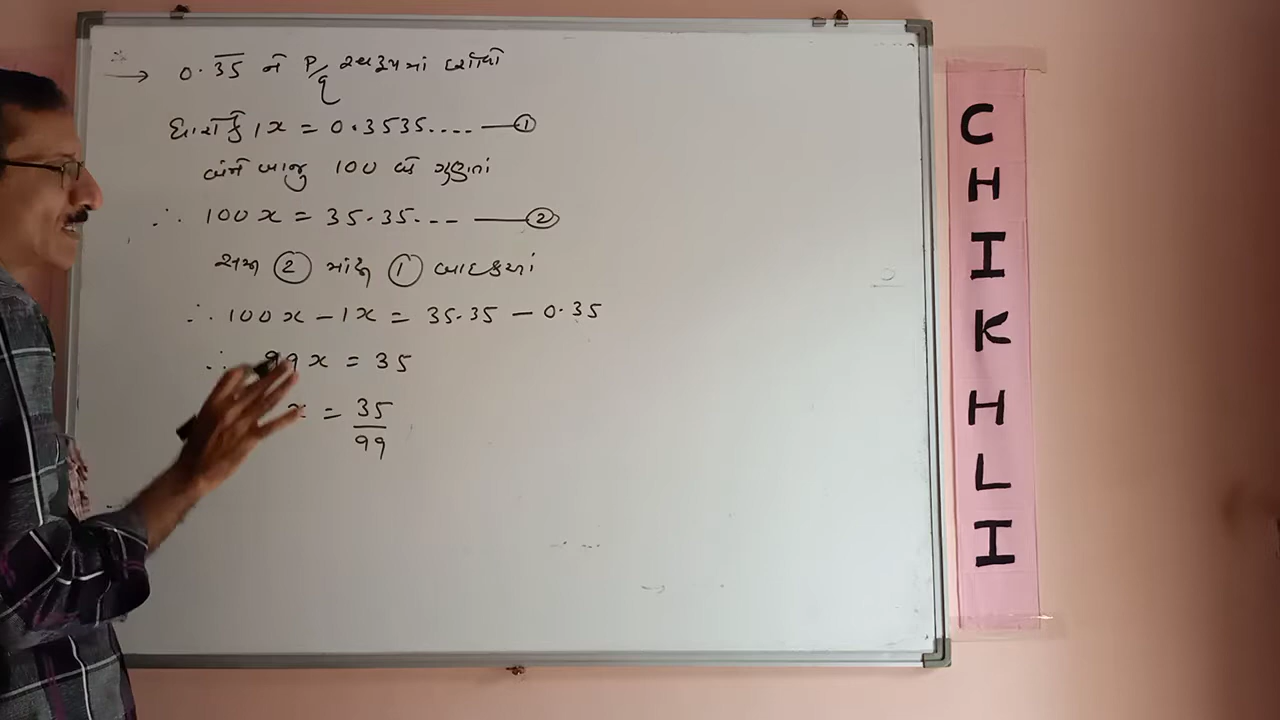 → 0.3̅5̅ ને P/q સ્વરૂપમાં દર્શાવો
ધારોકે 1x = 0.3535.... —①
બંને બાજુ 100 વડે ગુણતાં
∴ 100x = 35.35... —②
સમી ② માંથી ① બાદ કરતાં
∴ 100x − 1x = 35.35 − 0.35
∴ 99x = 35
x = 35/99
CHIKHLI